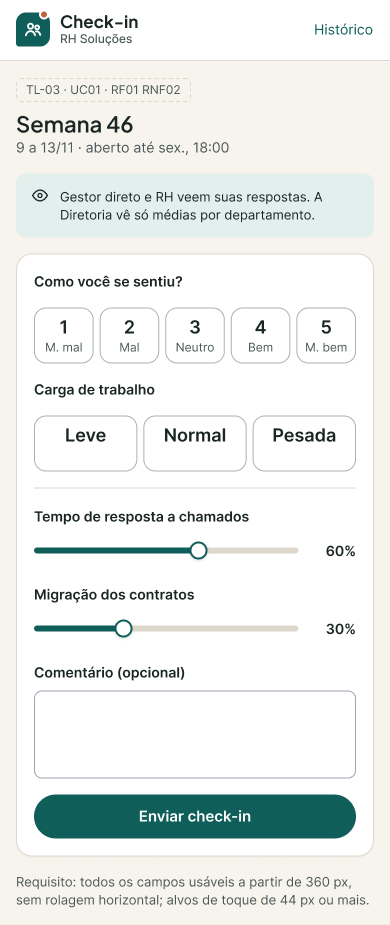 Check-in
RH Soluções
Histórico
TL-03 · UC01 · RF01 RNF02
Semana 46
9 a 13/11 · aberto até sex., 18:00
Gestor direto e RH veem suas respostas. A
Diretoria vê só médias por departamento.
Como você se sentiu?
1 2 3 4 5
M. mal Mal Neutro Bem M. bem
Carga de trabalho
Leve Normal Pesada
Tempo de resposta a chamados
60%
Migração dos contratos
30%
Comentário (opcional)
Enviar check-in
Requisito: todos os campos usáveis a partir de 360 px,
sem rolagem horizontal; alvos de toque de 44 px ou mais.